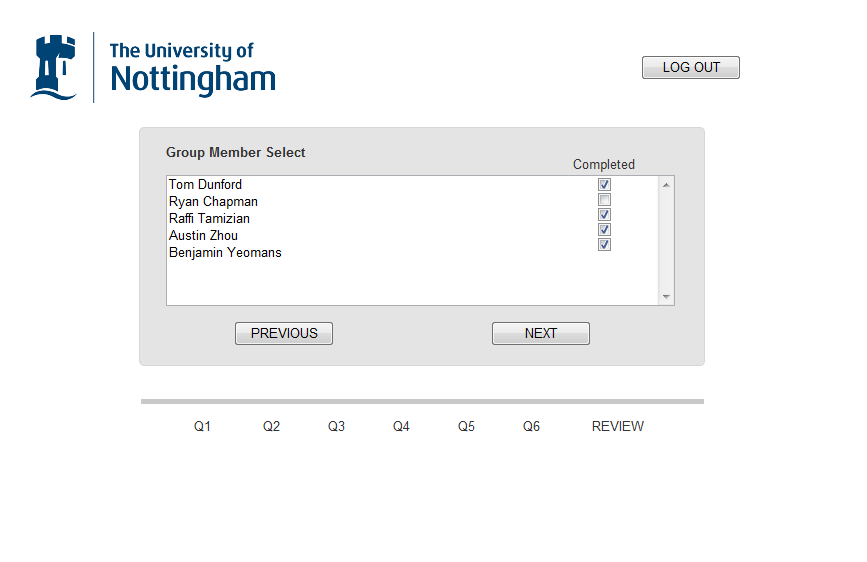 The University of
Nottingham
LOG OUT
Group Member Select
Completed
Tom Dunford
Ryan Chapman
Raffi Tamizian
Austin Zhou
Benjamin Yeomans
PREVIOUS
NEXT
Q1 Q2 Q3 Q4 Q5 Q6 REVIEW